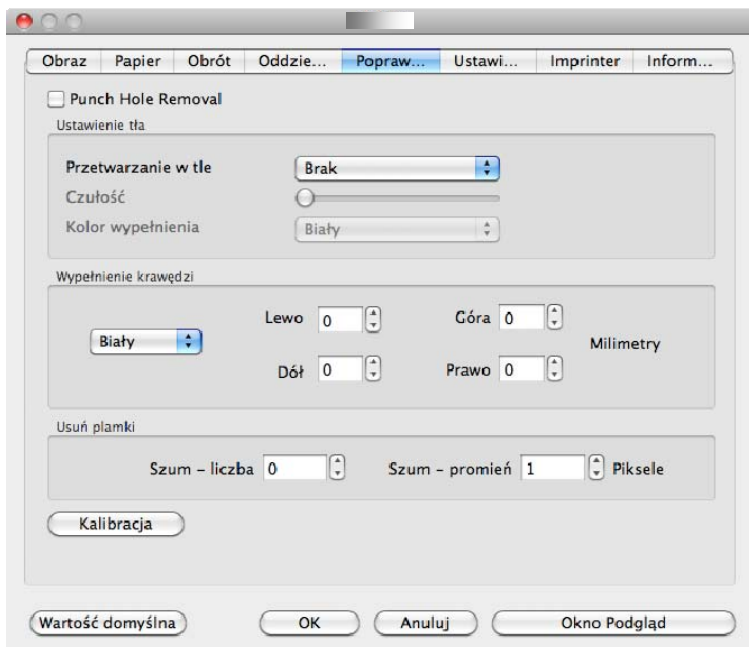 Obraz Papier Obrót Oddzie... Popraw... Ustawi... Imprinter Inform...
Punch Hole Removal
Ustawienie tła
Przetwarzanie w tle Brak
Czułość
Kolor wypełnienia Biały
Wypełnienie krawędzi
Lewo 0 Góra 0
Biały Milimetry
Dół 0 Prawo 0
Usuń plamki
Szum – liczba 0 Szum – promień 1 Piksele
Kalibracja
Wartość domyślna OK Anuluj Okno Podgląd